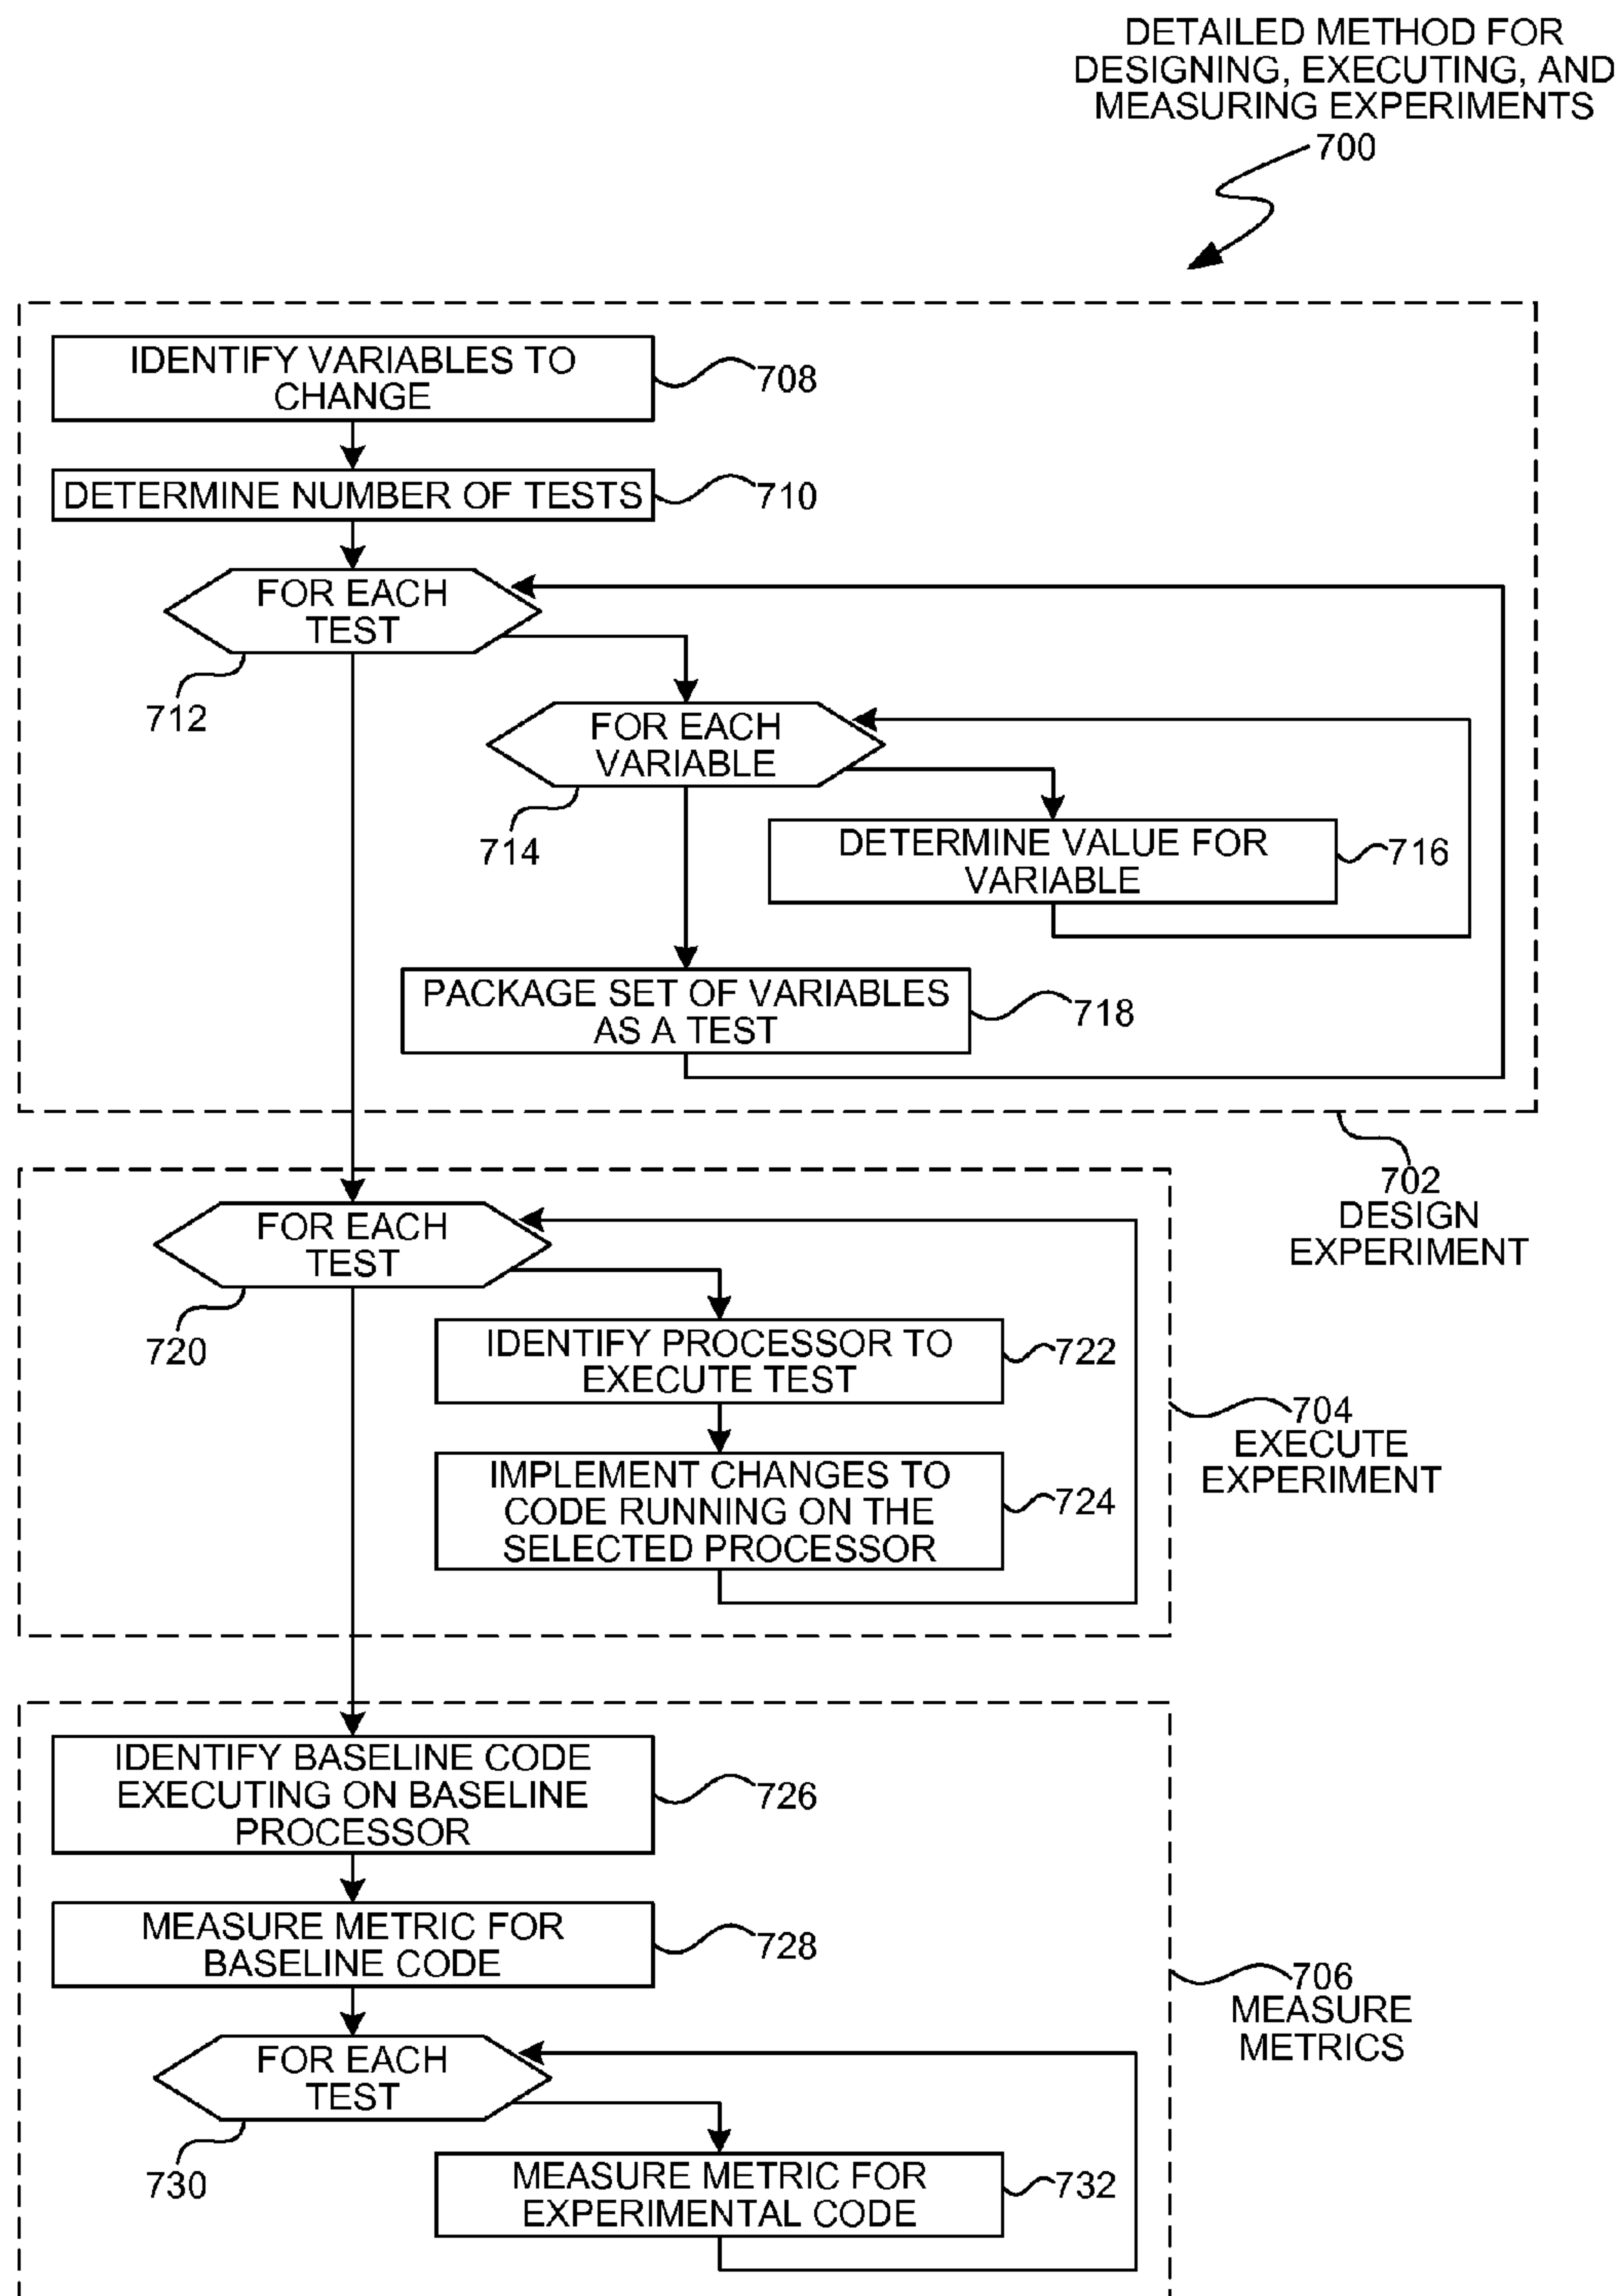 DETAILED METHOD FOR
DESIGNING, EXECUTING, AND
MEASURING EXPERIMENTS
700
IDENTIFY VARIABLES TO
CHANGE
708
DETERMINE NUMBER OF TESTS
710
FOR EACH
TEST
712
FOR EACH
VARIABLE
714
DETERMINE VALUE FOR
VARIABLE
716
PACKAGE SET OF VARIABLES
AS A TEST
718
702
DESIGN
EXPERIMENT
FOR EACH
TEST
720
IDENTIFY PROCESSOR TO
EXECUTE TEST
722
IMPLEMENT CHANGES TO
CODE RUNNING ON THE
SELECTED PROCESSOR
724
704
EXECUTE
EXPERIMENT
IDENTIFY BASELINE CODE
EXECUTING ON BASELINE
PROCESSOR
726
MEASURE METRIC FOR
BASELINE CODE
728
706
MEASURE
METRICS
FOR EACH
TEST
730
MEASURE METRIC FOR
EXPERIMENTAL CODE
732